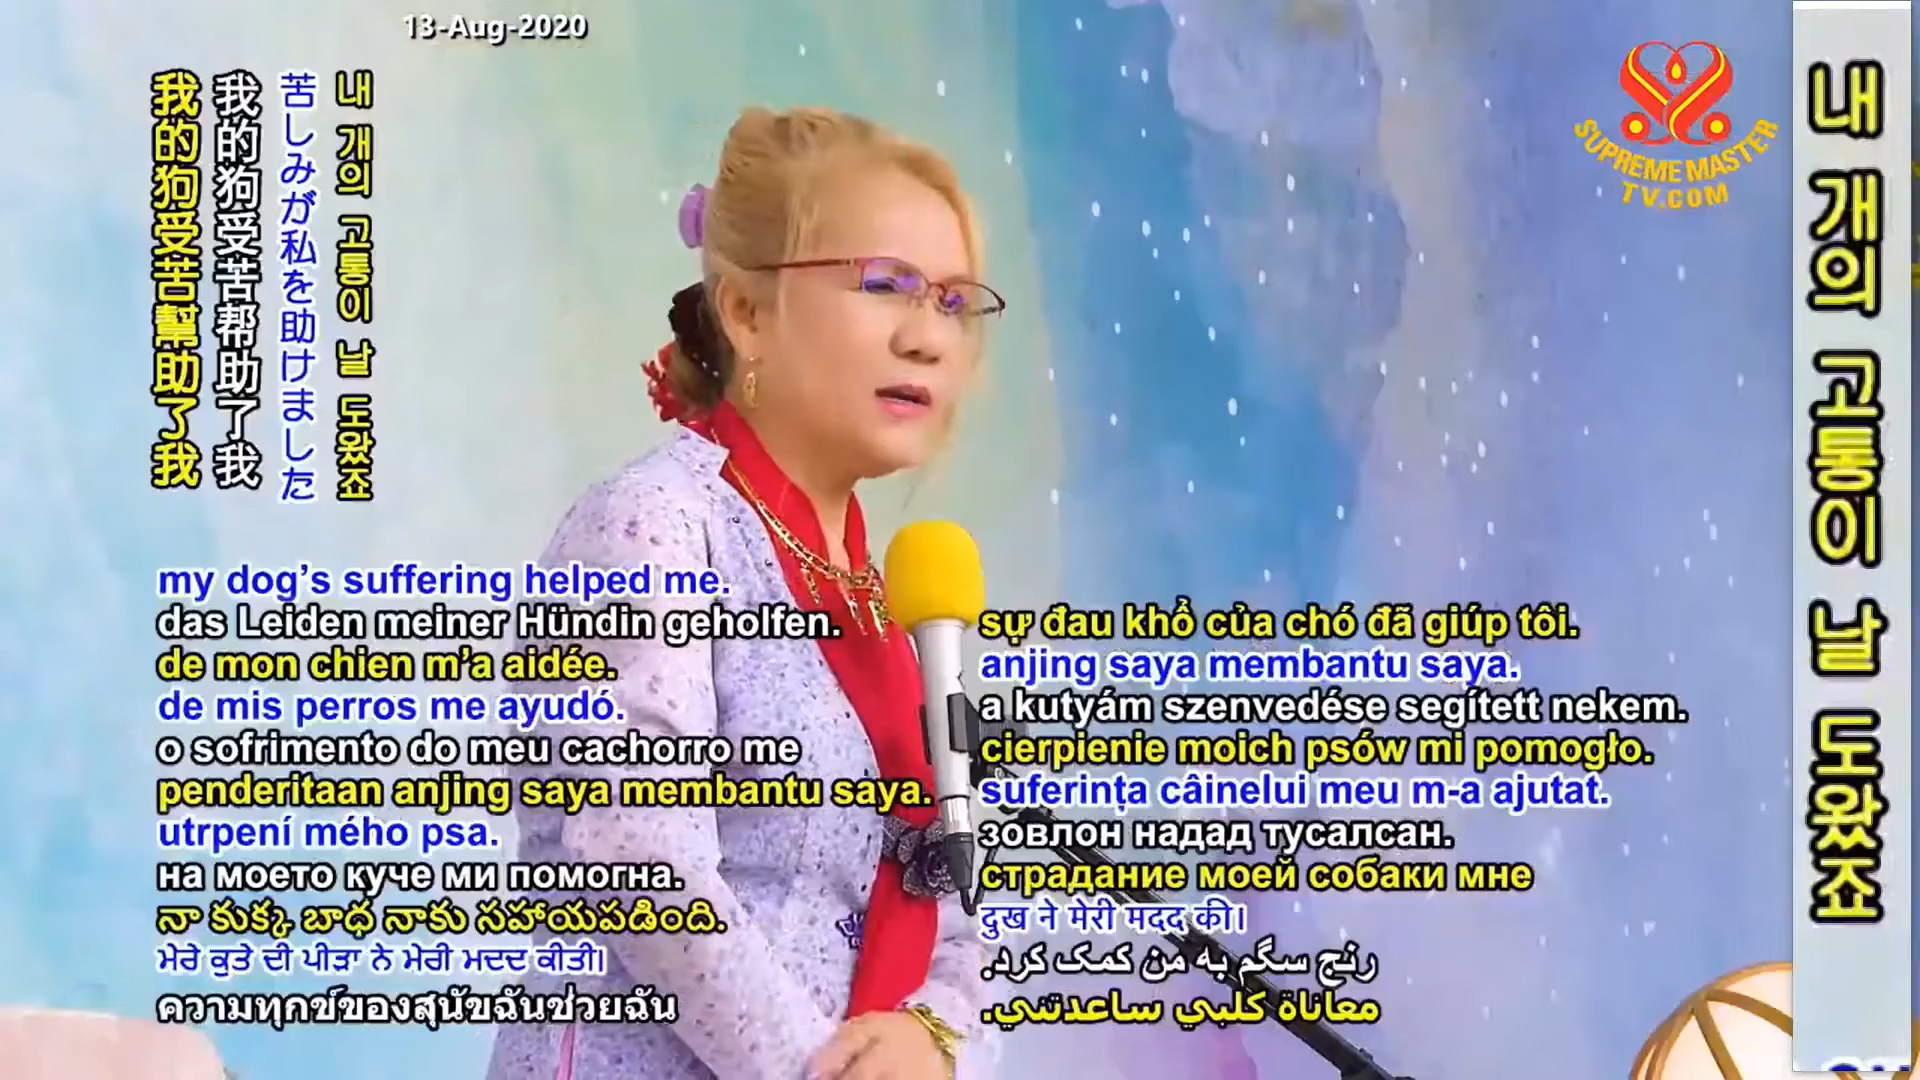 13-Aug-2020
내 개의 고통이 날 도왔죠
苦しみが私を助けました
我的狗受苦帮助了我
我的狗受苦幫助了我
SUPREME MASTER
TV.COM
내 개의 고통이 날 도왔죠
my dog’s suffering helped me.
das Leiden meiner Hündin geholfen.
de mon chien m’a aidée.
de mis perros me ayudó.
o sofrimento do meu cachorro me
penderitaan anjing saya membantu saya.
utrpení mého psa.
на моето куче ми помогна.
నా కుక్క బాధ నాకు సహాయపడింది.
ਮੇਰੇ ਕੁਤੇ ਦੀ ਪੀੜਾ ਨੇ ਮੇਰੀ ਮਦਦ ਕੀਤੀ।
ความทุกข์ของสุนัขฉันช่วยฉัน
sự đau khổ của chó đã giúp tôi.
anjing saya membantu saya.
a kutyám szenvedése segített nekem.
cierpienie moich psów mi pomogło.
suferința câinelui meu m-a ajutat.
зовлон надад тусалсан.
страдание моей собаки мне
दुख ने मेरी मदद की।
رنج سگم به من کمک کرد.
معاناة كلبي ساعدتني.